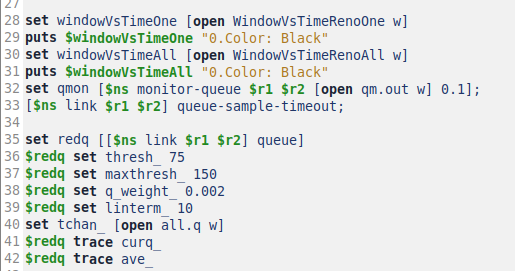 27
28 set windowVsTimeOne [open WindowVsTimeRenoOne w]
29 puts $windowVsTimeOne "0.Color: Black"
30 set windowVsTimeAll [open WindowVsTimeRenoAll w]
31 puts $windowVsTimeAll "0.Color: Black"
32 set qmon [$ns monitor-queue $r1 $r2 [open qm.out w] 0.1];
33 [$ns link $r1 $r2] queue-sample-timeout;
34
35 set redq [[$ns link $r1 $r2] queue]
36 $redq set thresh_ 75
37 $redq set maxthresh_ 150
38 $redq set q_weight_ 0.002
39 $redq set linterm_ 10
40 set tchan_ [open all.q w]
41 $redq trace curq_
42 $redq trace ave_